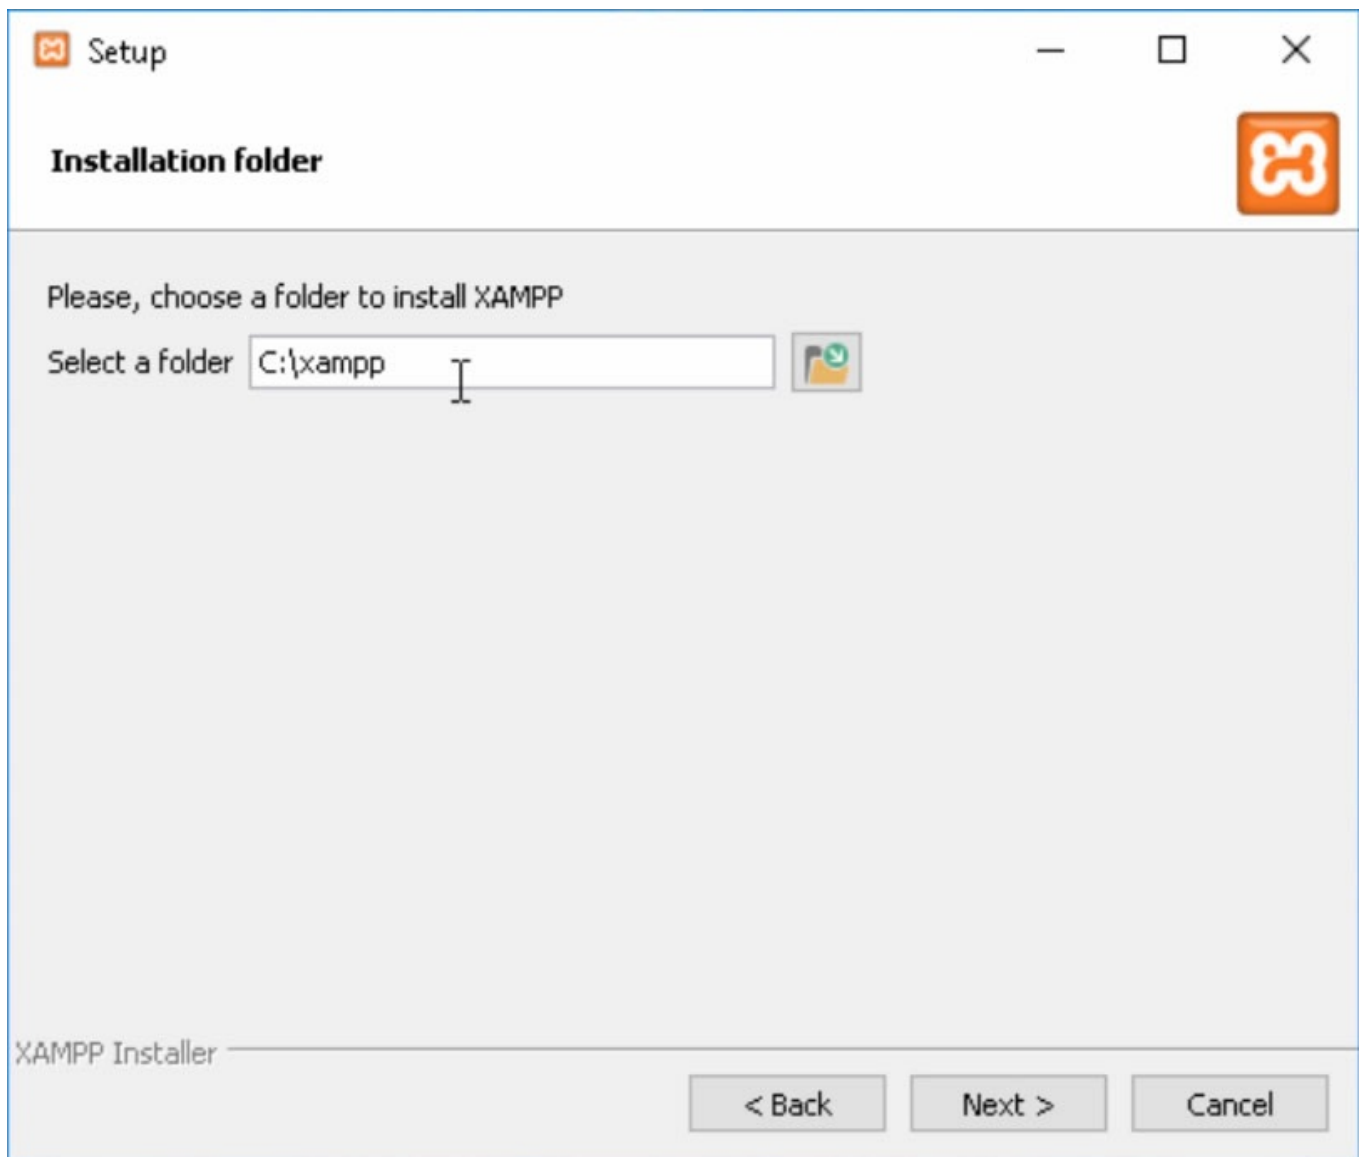 Setup
Installation folder
Please, choose a folder to install XAMPP
Select a folder C:\xampp
XAMPP Installer
< Back Next > Cancel